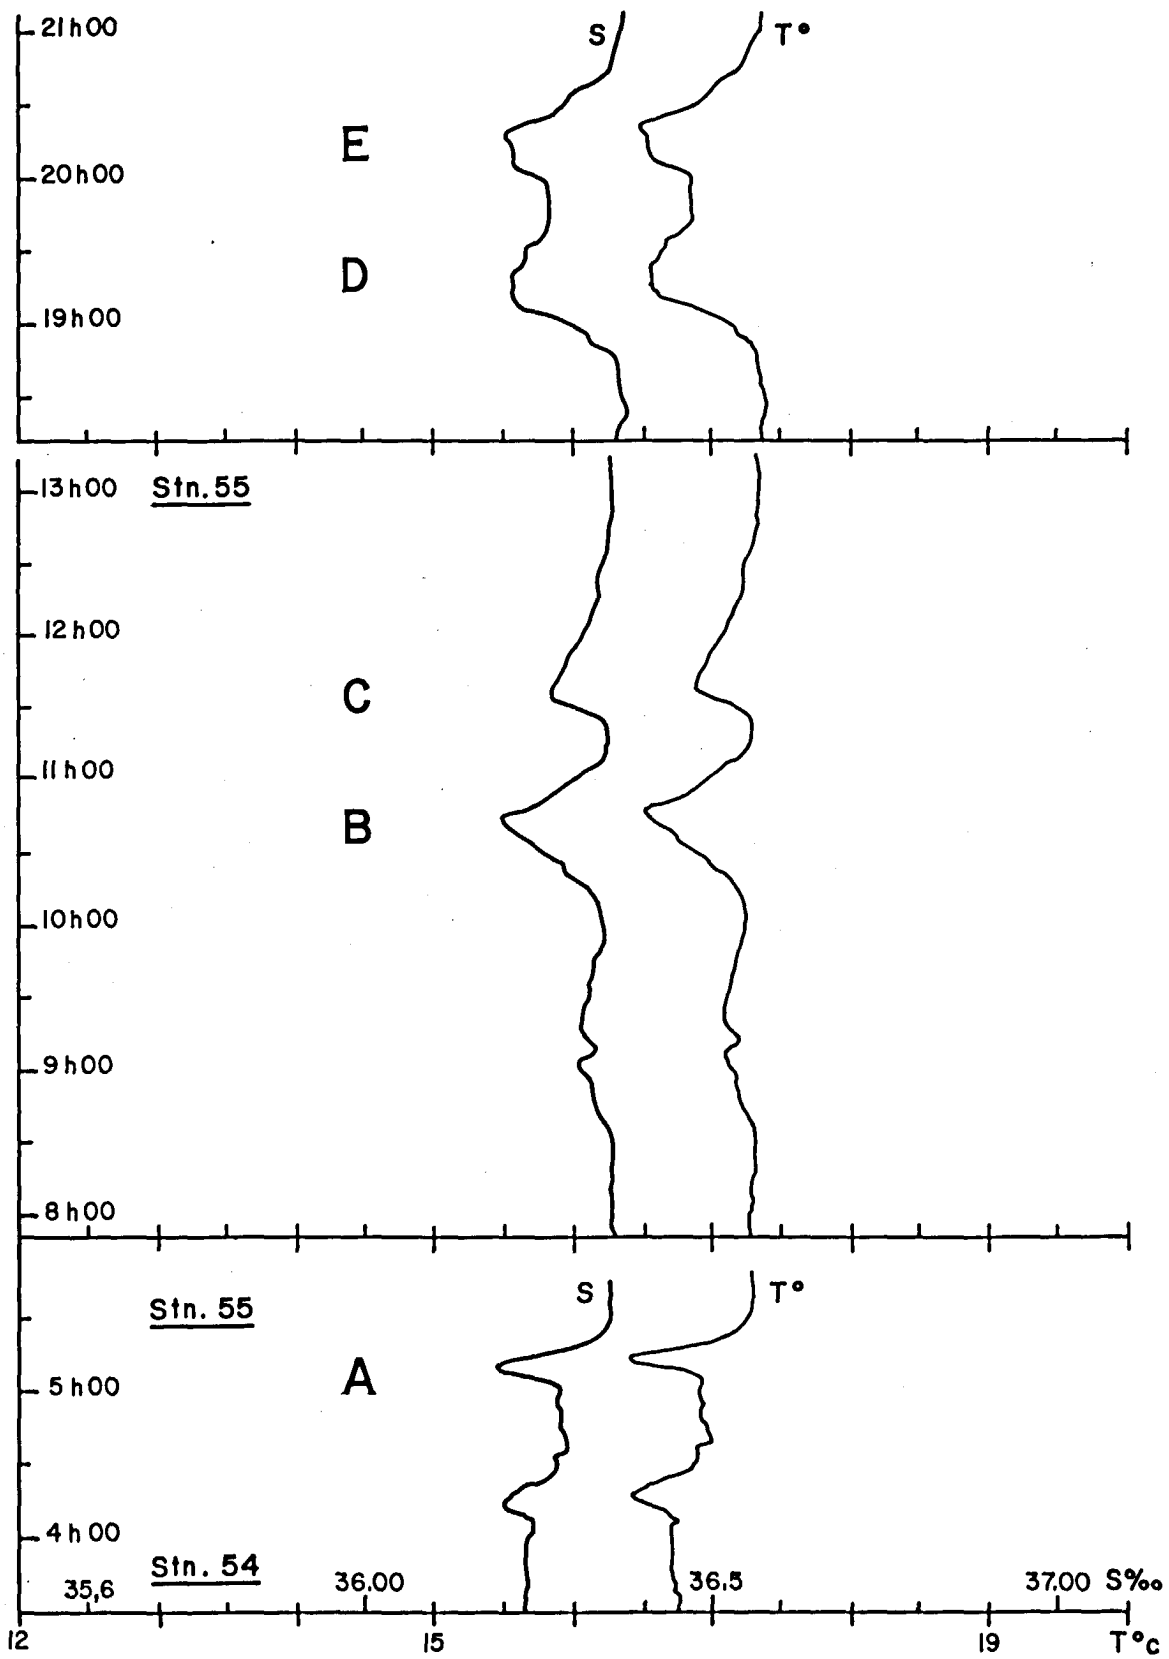 21h00
S T°
E
20h00
D
19h00
13h00 Stn. 55
12h00
C
11h00
B
10h00
9h00
8h00
S T°
Stn. 55
A
5h00
4h00
Stn. 54
35,6 36,00 36,5 37,00 S‰
12 15 19 T°c